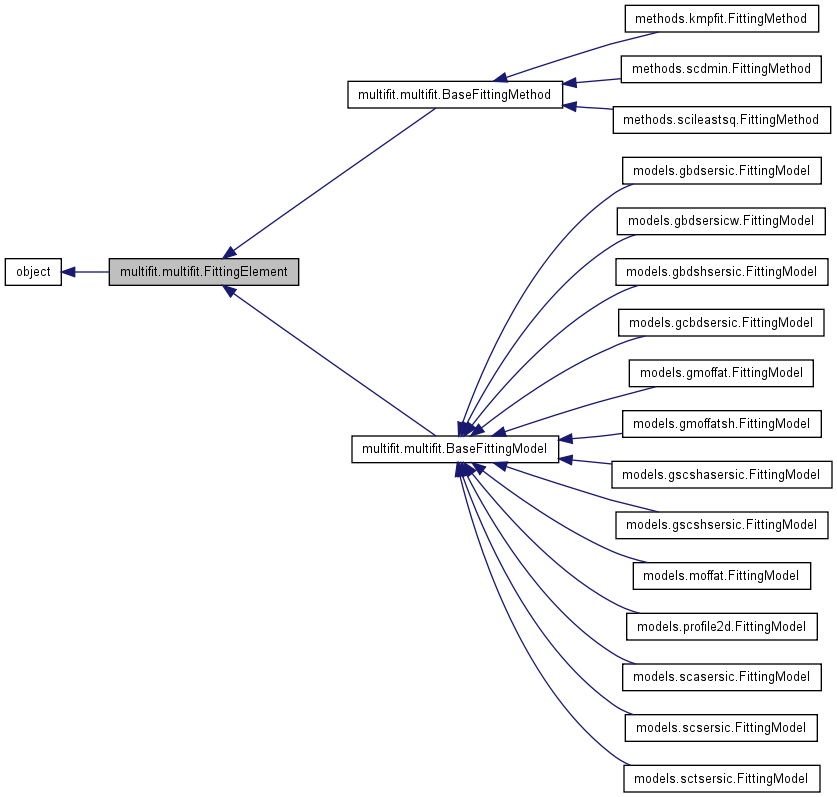 methods.kmpfit.FittingMethod
methods.scdmin.FittingMethod
multifit.multifit.BaseFittingMethod
methods.scileastsq.FittingMethod
models.gbdsersic.FittingModel
models.gbdsersicw.FittingModel
object
multifit.multifit.FittingElement
models.gbdshsersic.FittingModel
models.gcbdsersic.FittingModel
models.gmoffat.FittingModel
models.gmoffatsh.FittingModel
multifit.multifit.BaseFittingModel
models.gscshasersic.FittingModel
models.gscshsersic.FittingModel
models.moffat.FittingModel
models.profile2d.FittingModel
models.scasersic.FittingModel
models.scsersic.FittingModel
models.sctsersic.FittingModel